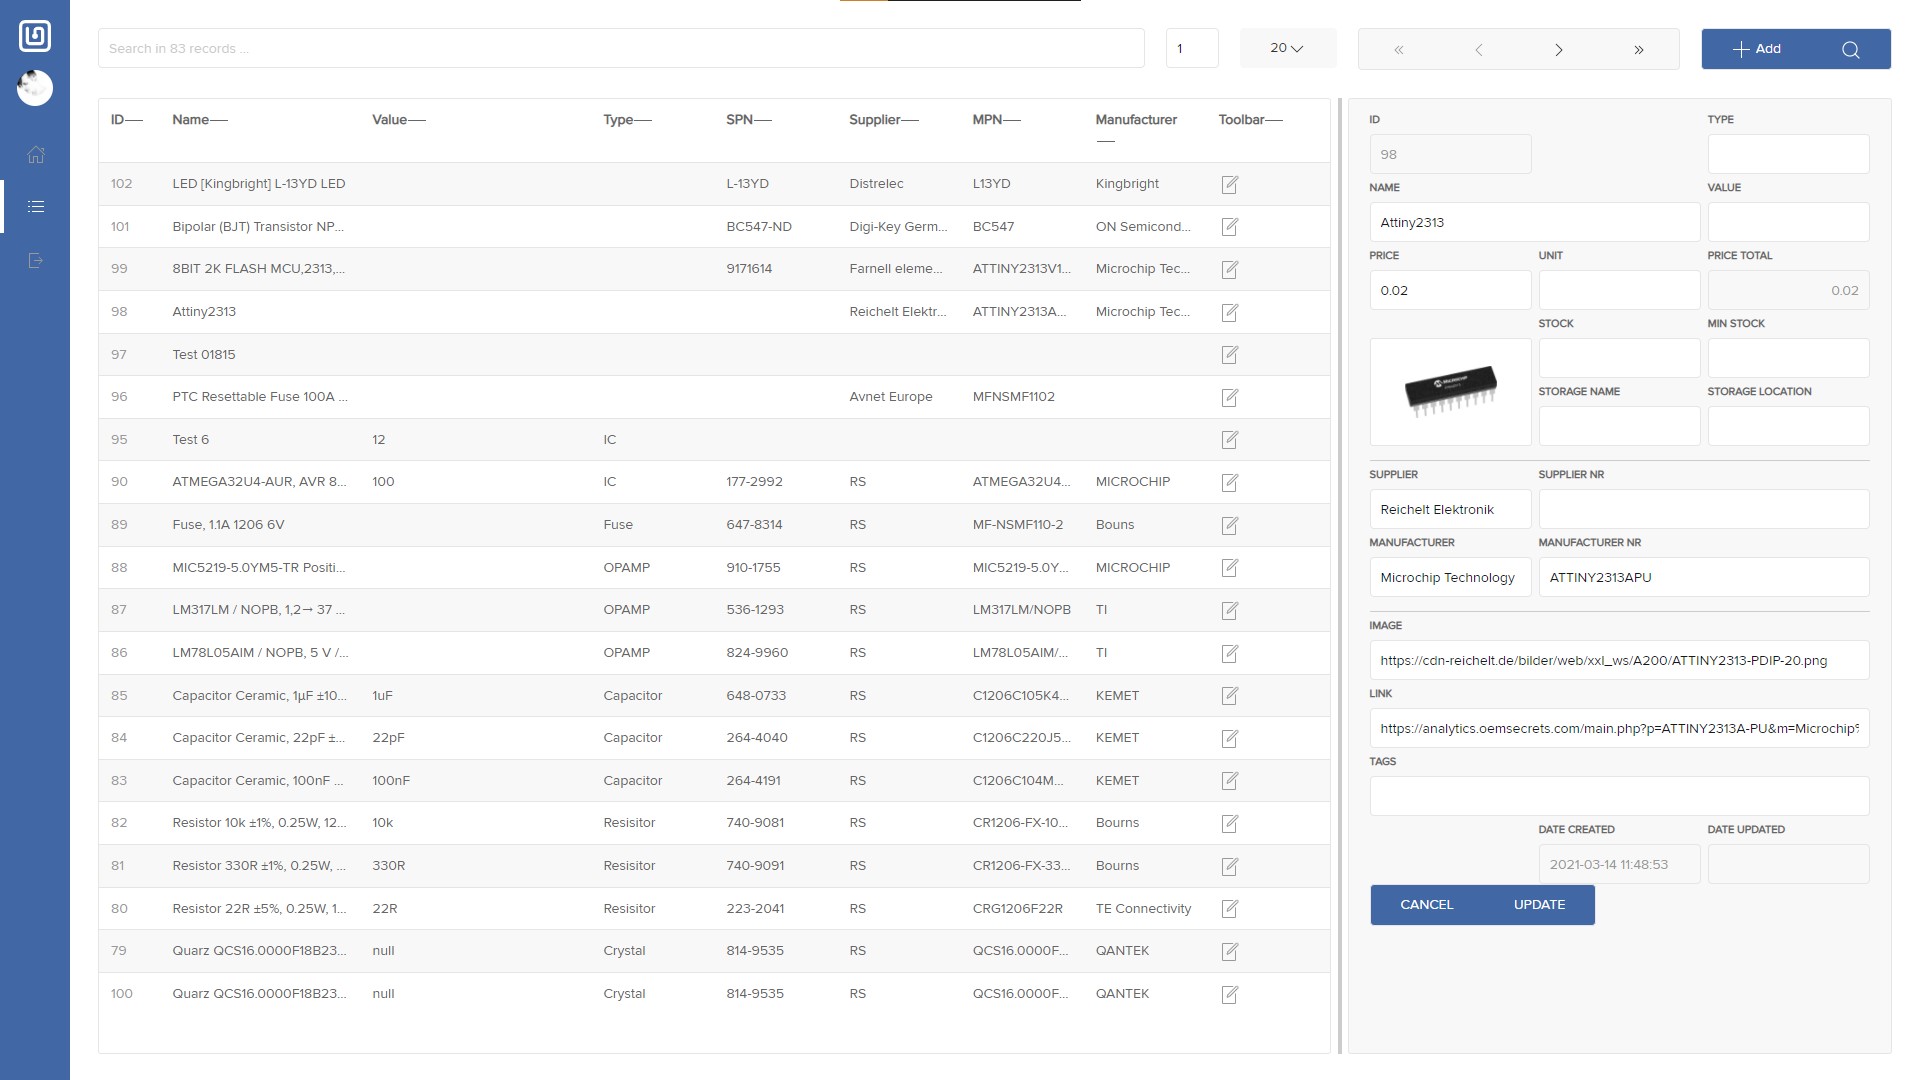 Search in 83 records ...
1
20
Add
ID Name Value Type SPN Supplier MPN Manufacturer Toolbar
102 LED [Kingbright] L-13YD LED L-13YD Distrelec L13YD Kingbright
101 Bipolar (BJT) Transistor NP... BC547-ND Digi-Key Germ... BC547 ON Semicond...
99 8BIT 2K FLASH MCU,2313,... 9171614 Farnell eleme... ATTINY2313V1... Microchip Tec...
98 Attiny2313 Reichelt Elektr... ATTINY2313A... Microchip Tec...
97 Test 01815
96 PTC Resettable Fuse 100A ... Avnet Europe MFNSMF1102
95 Test 6 12 IC
90 ATMEGA32U4-AUR, AVR 8... 100 IC 177-2992 RS ATMEGA32U4... MICROCHIP
89 Fuse, 1.1A 1206 6V Fuse 647-8314 RS MF-NSMF110-2 Bouns
88 MIC5219-5.0YM5-TR Positi... OPAMP 910-1755 RS MIC5219-5.0Y... MICROCHIP
87 LM317LM / NOPB, 1,2→ 37 ... OPAMP 536-1293 RS LM317LM/NOPB TI
86 LM78L05AIM / NOPB, 5 V /... OPAMP 824-9960 RS LM78L05AIM/... TI
85 Capacitor Ceramic, 1µF ±10... 1uF Capacitor 648-0733 RS C1206C105K4... KEMET
84 Capacitor Ceramic, 22pF ±... 22pF Capacitor 264-4040 RS C1206C220J5... KEMET
83 Capacitor Ceramic, 100nF ... 100nF Capacitor 264-4191 RS C1206C104M... KEMET
82 Resistor 10k ±1%, 0.25W, 12... 10k Resisitor 740-9081 RS CR1206-FX-10... Bourns
81 Resistor 330R ±1%, 0.25W, ... 330R Resisitor 740-9091 RS CR1206-FX-33... Bourns
80 Resistor 22R ±5%, 0.25W, 1... 22R Resisitor 223-2041 RS CRG1206F22R TE Connectivity
79 Quarz QCS16.0000F18B23... null Crystal 814-9535 RS QCS16.0000F... QANTEK
100 Quarz QCS16.0000F18B23... null Crystal 814-9535 RS QCS16.0000F... QANTEK
ID TYPE
98
NAME VALUE
Attiny2313
PRICE UNIT PRICE TOTAL
0.02 0.02
STOCK MIN STOCK
MICROCHIP
STORAGE NAME STORAGE LOCATION
SUPPLIER SUPPLIER NR
Reichelt Elektronik
MANUFACTURER MANUFACTURER NR
Microchip Technology ATTINY2313APU
IMAGE
https://cdn-reichelt.de/bilder/web/xxl_ws/A200/ATTINY2313-PDIP-20.png
LINK
https://analytics.oemsecrets.com/main.php?p=ATTINY2313A-PU&m=Microchip%
TAGS
DATE CREATED DATE UPDATED
2021-03-14 11:48:53
CANCEL UPDATE